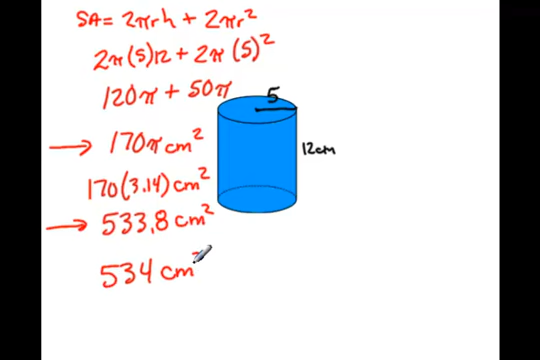 SA = 2πrh + 2πr²
2π(5)12 + 2π(5)²
120π + 50π
5
→ 170π cm²
12cm
170(3.14) cm²
→ 533.8 cm²
534 cm²